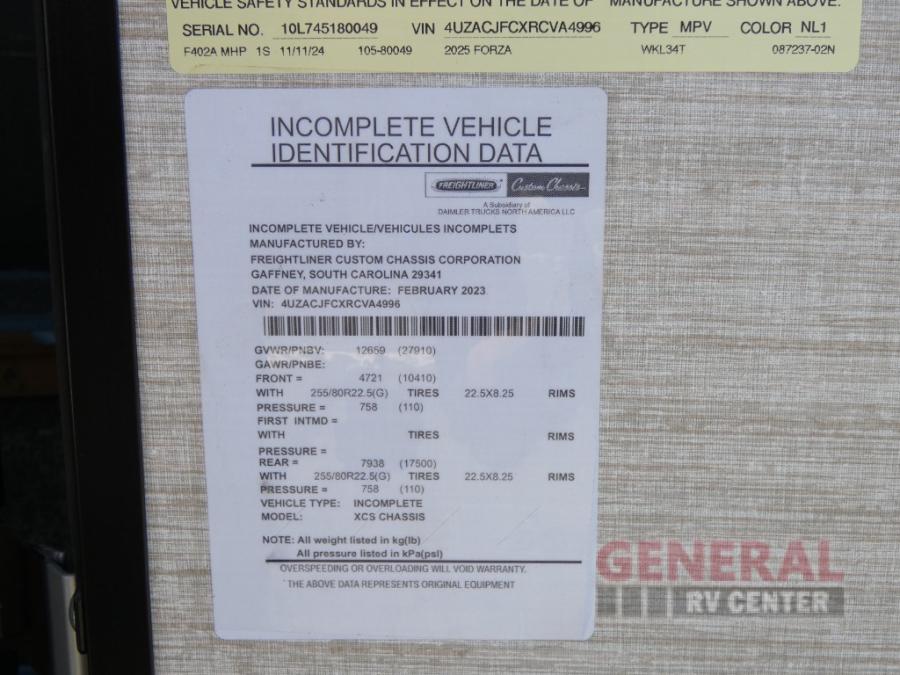 VEHICLE SAFETY STANDARDS IN EFFECT ON THE DATE OF MANUFACTURE SHOWN ABOVE.
SERIAL NO. 10L745180049 VIN 4UZACJFCXRCVA4996 TYPE MPV COLOR NL1
F402A MHP 1S 11/11/24 105-80049 2025 FORZA WKL34T 087237-02N
INCOMPLETE VEHICLE
IDENTIFICATION DATA
FREIGHTLINER Custom Chassis
A Subsidiary of
DAIMLER TRUCKS NORTH AMERICA LLC
INCOMPLETE VEHICLE/VEHICULES INCOMPLETS
MANUFACTURED BY:
FREIGHTLINER CUSTOM CHASSIS CORPORATION
GAFFNEY, SOUTH CAROLINA 29341
DATE OF MANUFACTURE: FEBRUARY 2023
VIN: 4UZACJFCXRCVA4996
GVWR/PNBV: 12659 (27910)
GAWR/PNBE:
FRONT = 4721 (10410)
WITH 255/80R22.5(G) TIRES 22.5X8.25 RIMS
PRESSURE = 758 (110)
FIRST INTMD =
WITH TIRES RIMS
PRESSURE =
REAR = 7938 (17500)
WITH 255/80R22.5(G) TIRES 22.5X8.25 RIMS
PRESSURE = 758 (110)
VEHICLE TYPE: INCOMPLETE
MODEL: XCS CHASSIS
NOTE: All weight listed in kg(lb)
All pressure listed in kPa(psi)
OVERSPEEDING OR OVERLOADING WILL VOID WARRANTY.
* THE ABOVE DATA REPRESENTS ORIGINAL EQUIPMENT
GENERAL
RV CENTER